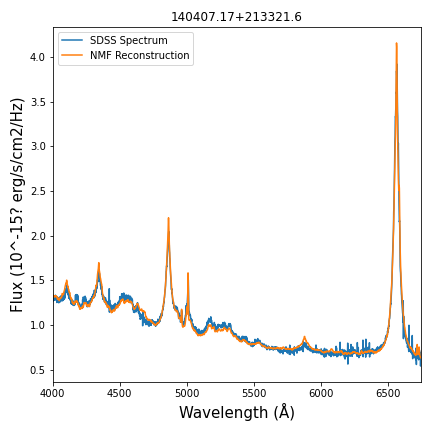 140407.17+213321.6
SDSS Spectrum
NMF Reconstruction
Flux (10^-15? erg/s/cm2/Hz)
4.0
3.5
3.0
2.5
2.0
1.5
1.0
0.5
4000 4500 5000 5500 6000 6500
Wavelength (Å)